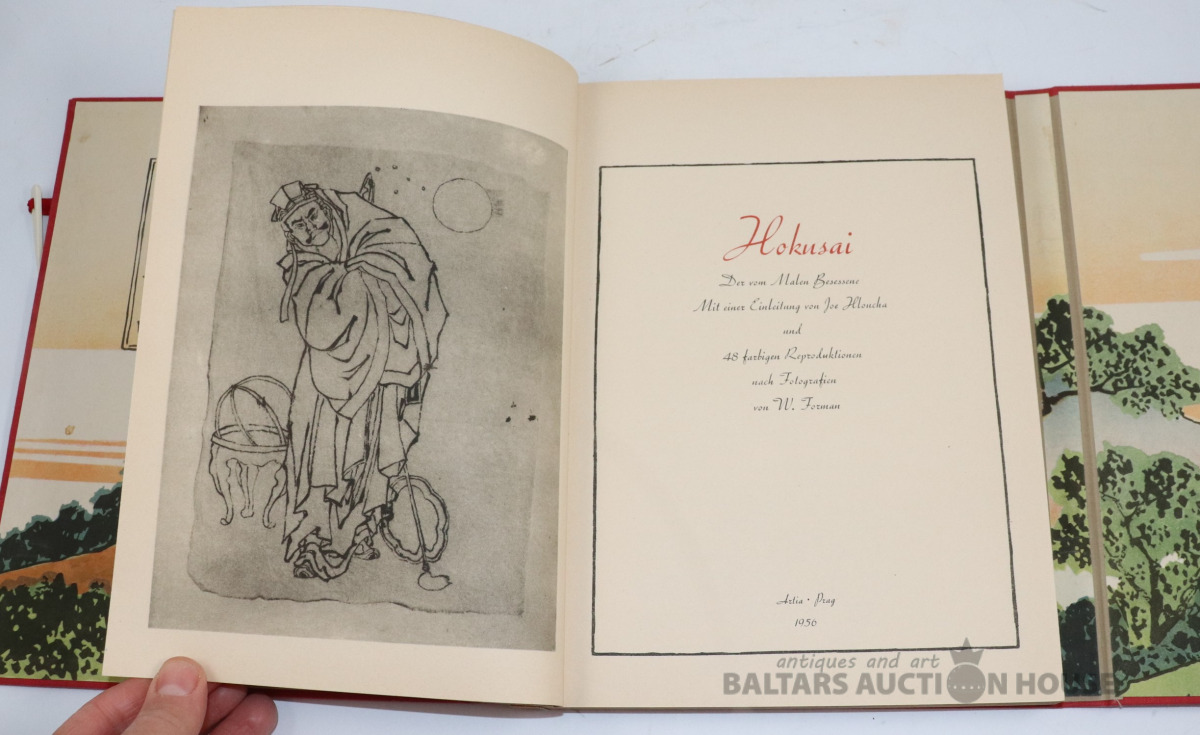 Hokusai
Der vom Malen Besessene
Mit einer Einleitung von Joe Hloucha
und
48 farbigen Reproduktionen
nach Fotografien
von W. Forman
Artia • Prag
1956
antiques and art
BALTARS AUCTION HOUSE